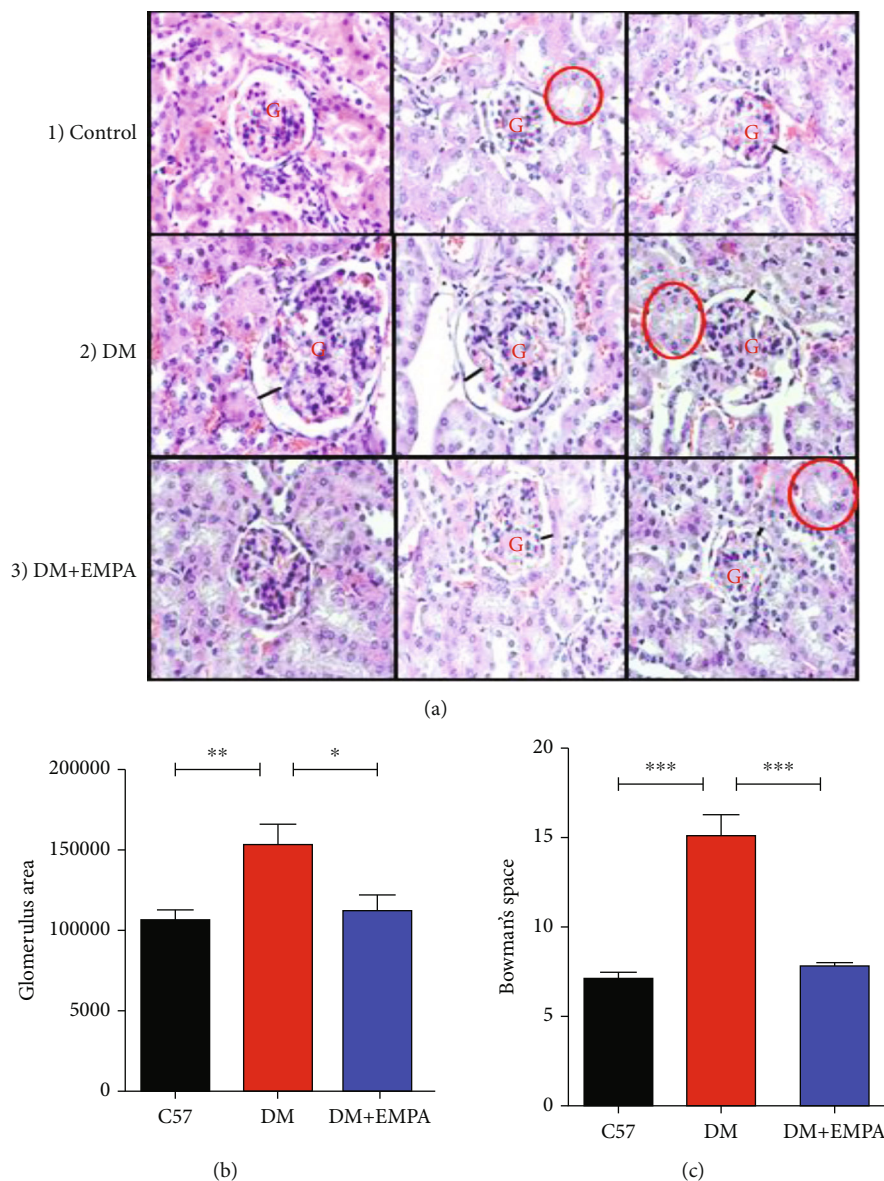 1) Control
G
G
G
2) DM
G
G
G
3) DM+EMPA
G
G
(a)
**
*
200000
150000
100000
5000
0
Glomerulus area
C57
DM
DM+EMPA
(b)
***
***
20
15
10
5
0
Bowman's space
C57
DM
DM+EMPA
(c)